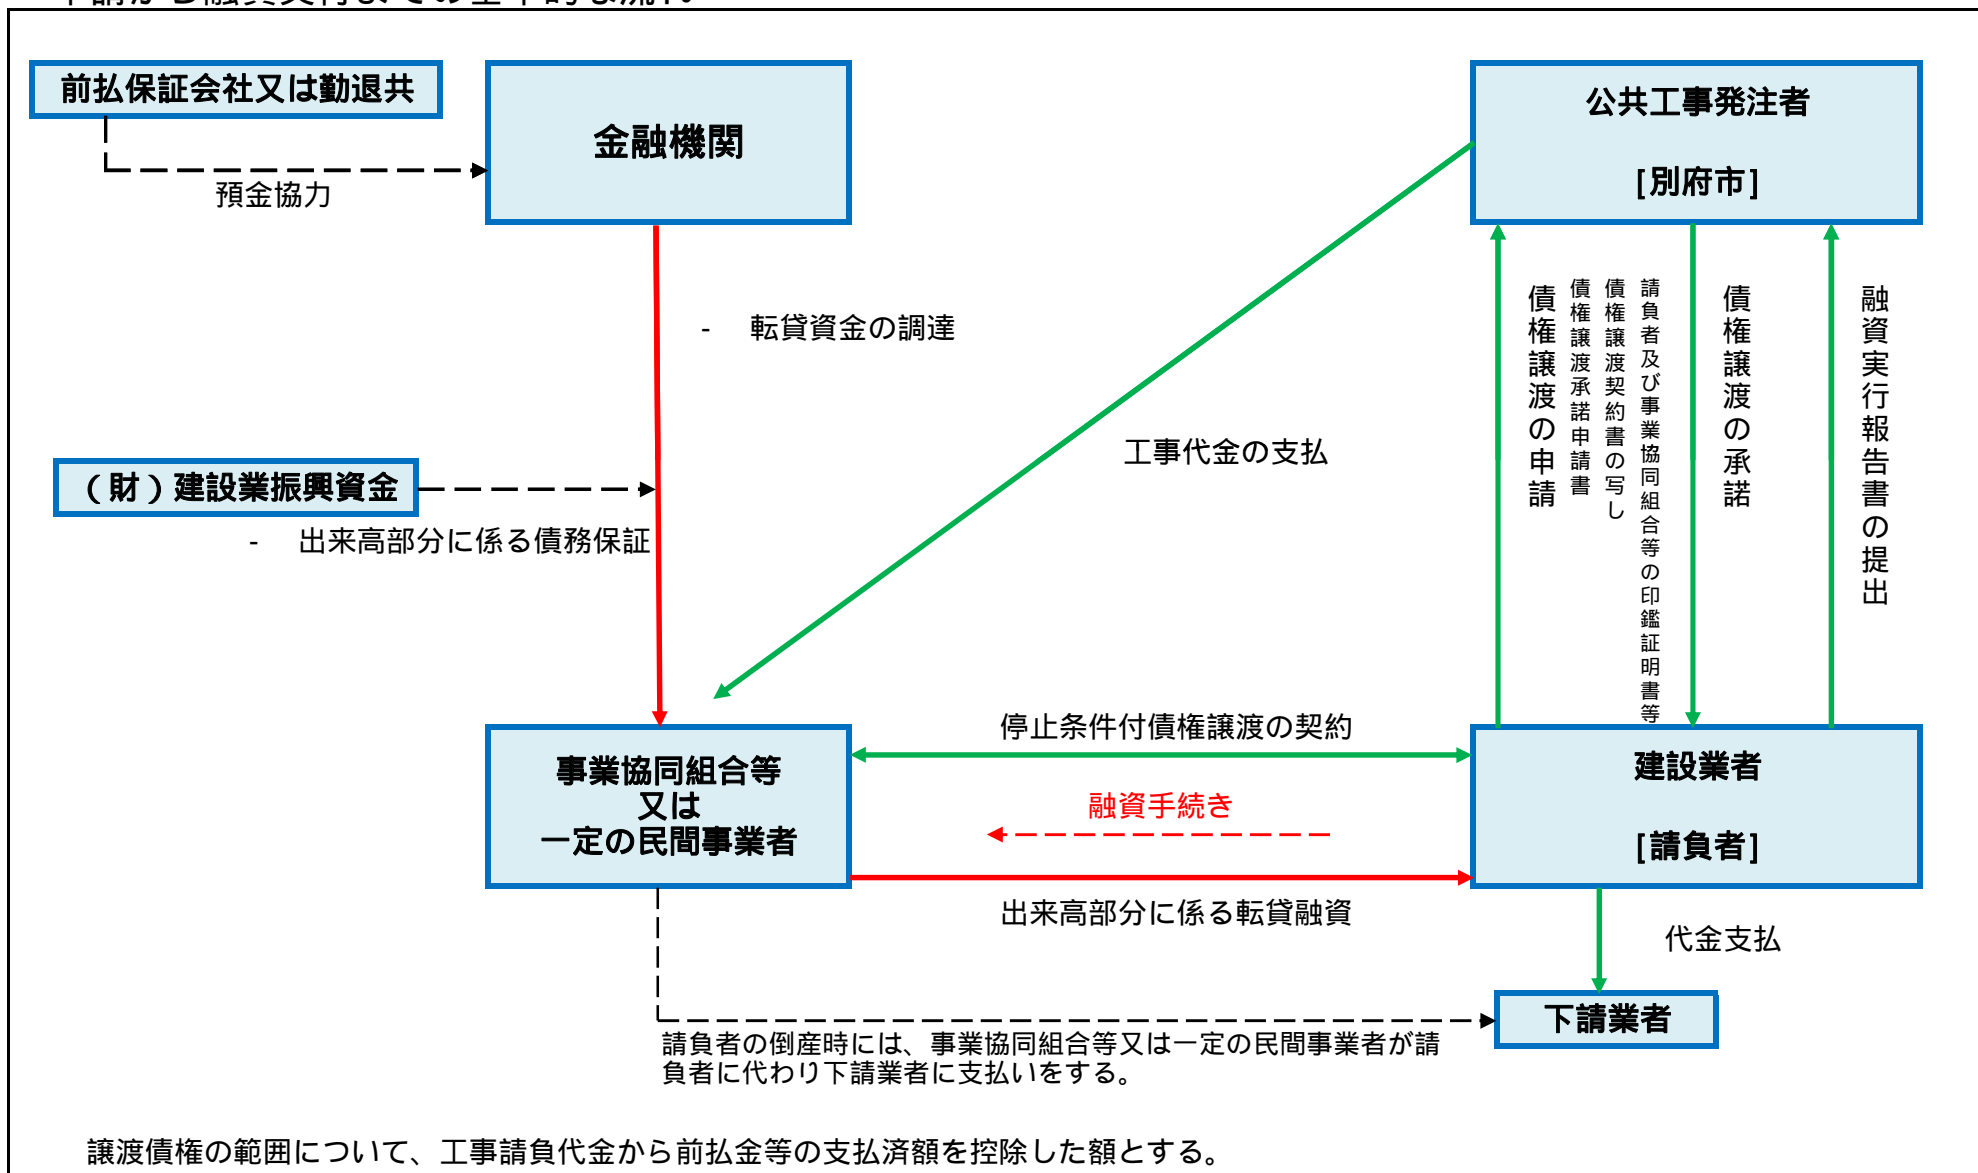 前払保証会社又は勤退共
金融機関
公共工事発注者
[別府市]
預金協力
- 転貸資金の調達
工事代金の支払
債権譲渡の申請
債権譲渡承諾申請書
債権譲渡契約書の写し
請負者及び事業協同組合等の印鑑証明書等
債権譲渡の承諾
融資実行報告書の提出
（財）建設業振興資金
- 出来高部分に係る債務保証
事業協同組合等
又は
一定の民間事業者
停止条件付債権譲渡の契約
融資手続き
出来高部分に係る転貸融資
建設業者
[請負者]
代金支払
下請業者
請負者の倒産時には、事業協同組合等又は一定の民間事業者が請
負者に代わり下請業者に支払いをする。
譲渡債権の範囲について、工事請負代金から前払金等の支払済額を控除した額とする。